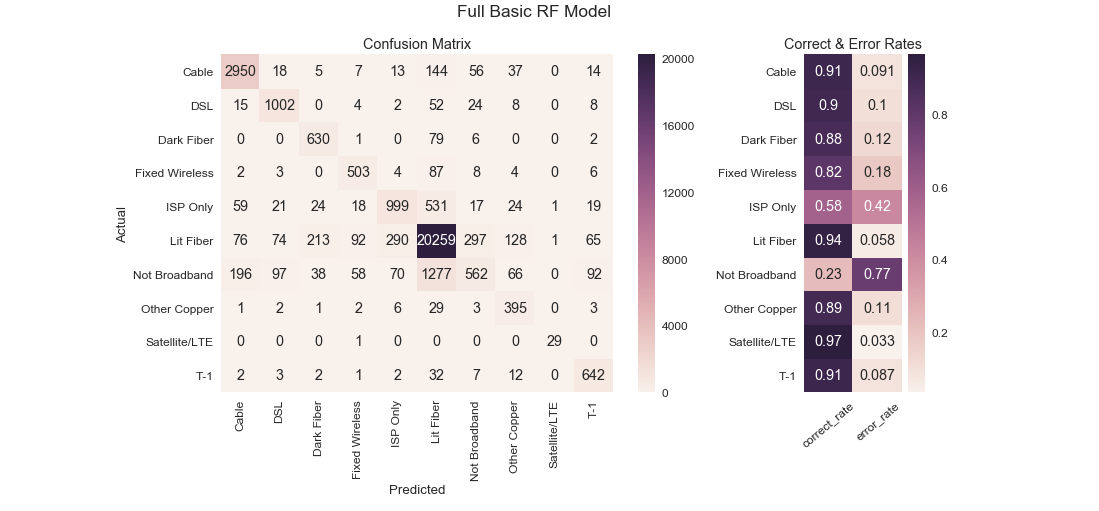 Full Basic RF Model
Confusion Matrix
Correct & Error Rates
Actual
Cable 2950 18 5 7 13 144 56 37 0 14
DSL 15 1002 0 4 2 52 24 8 0 8
Dark Fiber 0 0 630 1 0 79 6 0 0 2
Fixed Wireless 2 3 0 503 4 87 8 4 0 6
ISP Only 59 21 24 18 999 531 17 24 1 19
Lit Fiber 76 74 213 92 290 20259 297 128 1 65
Not Broadband 196 97 38 58 70 1277 562 66 0 92
Other Copper 1 2 1 2 6 29 3 395 0 3
Satellite/LTE 0 0 0 1 0 0 0 0 29 0
T-1 2 3 2 1 2 32 7 12 0 642
Cable DSL Dark Fiber Fixed Wireless ISP Only Lit Fiber Not Broadband Other Copper Satellite/LTE T-1
Predicted
20000
16000
12000
8000
4000
0
Cable 0.91 0.091
DSL 0.9 0.1
Dark Fiber 0.88 0.12
Fixed Wireless 0.82 0.18
ISP Only 0.58 0.42
Lit Fiber 0.94 0.058
Not Broadband 0.23 0.77
Other Copper 0.89 0.11
Satellite/LTE 0.97 0.033
T-1 0.91 0.087
correct_rate error_rate
0.8
0.6
0.4
0.2